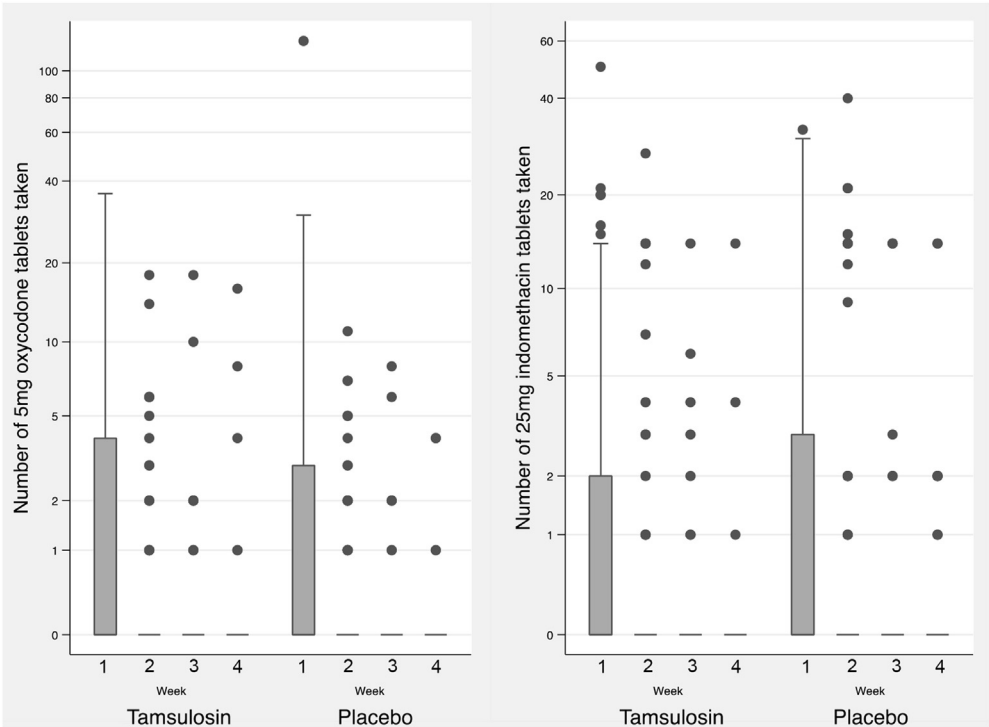 Number of 5mg oxycodone tablets taken
100
80
60
40
20
10
5
2
1
0
1 2 3 4 1 2 3 4
Week Week
Tamsulosin Placebo
Number of 25mg indomethacin tablets taken
60
40
20
10
5
2
1
0
1 2 3 4 1 2 3 4
Week Week
Tamsulosin Placebo